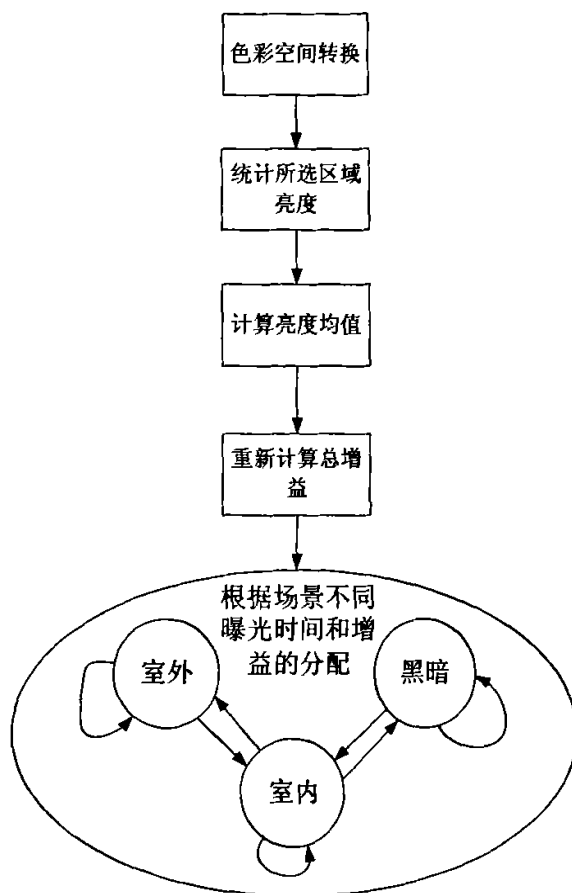 色彩空间转换
统计所选区域
亮度
计算亮度均值
重新计算总增
益
根据场景不同
曝光时间和增
益的分配
室外
黑暗
室内